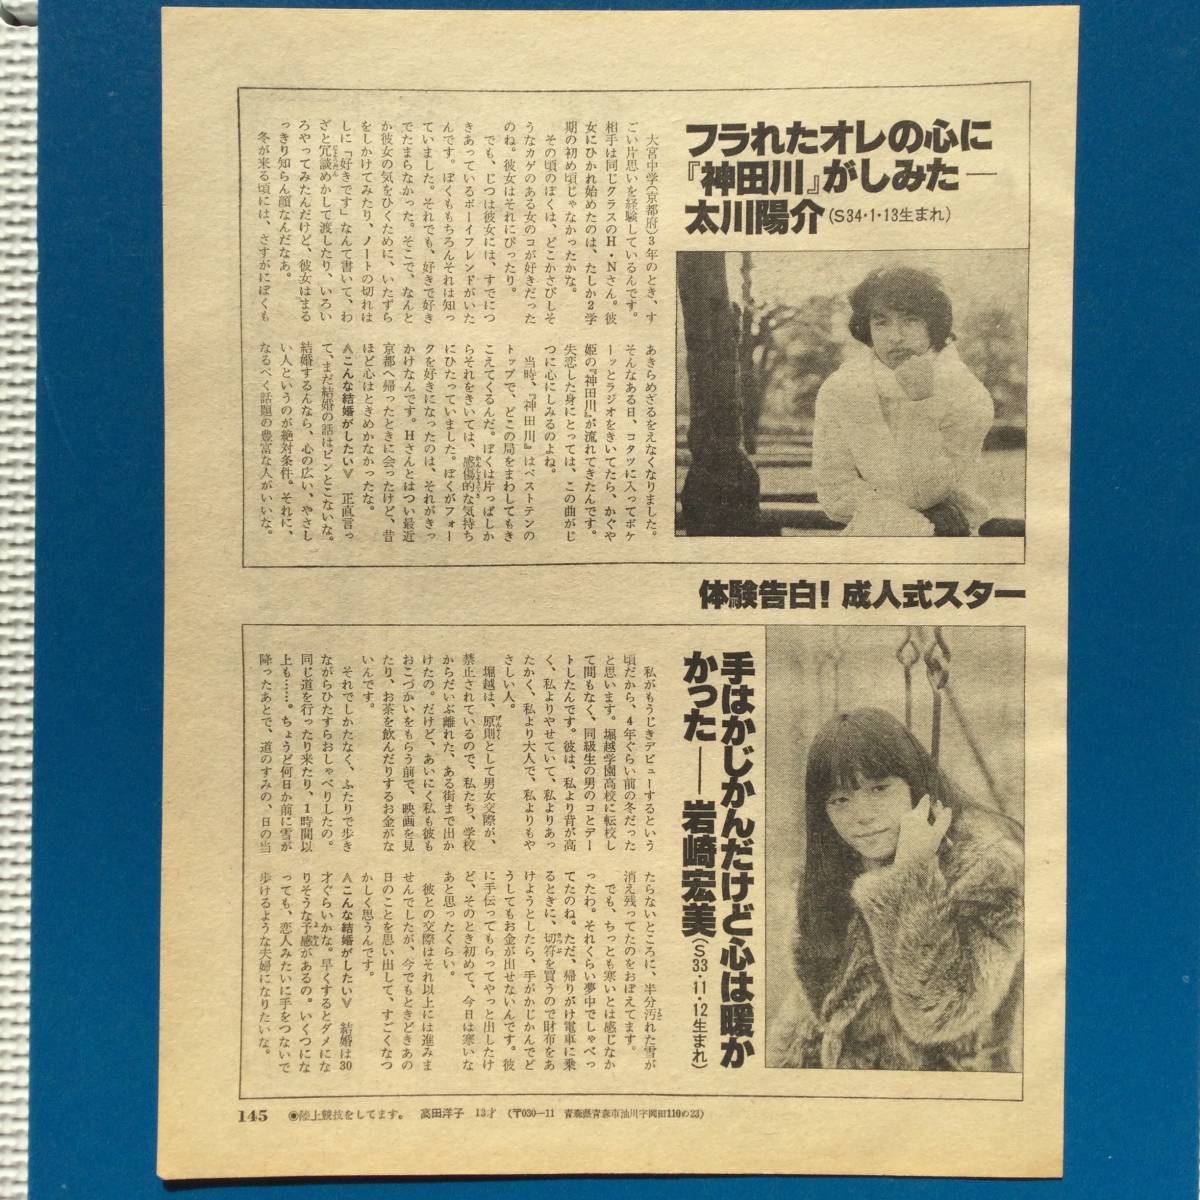 フラれたオレの心に
『神田川』がしみた―
太川陽介(S34・1・13生まれ)
大宮中学(京都府)3年のとき、す
ごい片思いを経験しているんです。
相手は同じクラスのH・Nさん。彼
女にひかれ始めたのは、たしか2学
期の初め頃じゃなかったかな。
その頃のぼくは、どこかさびしそ
うなカゲのある女のコが好きだった
のね。彼女はそれにぴったり。
でも、じつは彼女には、すでにつ
きあっているボーイフレンドがいた
んです。ぼくももちろんそれは知っ
ていました。それでも、好きで好き
でたまらなかった。そこで、なんと
か彼女の気をひくために、いたずら
をしかけてみたり、ノートの切れは
しに「好きです」なんて書いて、わ
ざと冗談めかして渡したり、いろい
ろやってみたんだけど、彼女はまる
っきり知らん顔なんだなぁ。
冬が来る頃には、さすがにぼくも
あきらめざるをえなくなりました。
そんなある日、コタツに入ってボケ
ーッとラジオをきいてたら、かぐや
姫の『神田川』が流れてきたんです。
失恋した身にとっては、この曲がじ
つに心にしみるのよね。
当時、『神田川』はベストテンの
トップで、どこの局をまわしてもき
こえてくるんだ。ぼくは片っぱしか
らそれをきいては、感傷的な気持ち
にひたっていました。ぼくがフォー
クを好きになったのは、それがきっ
かけなんです。Hさんとはつい最近
京都へ帰ったときに会ったけど、昔
ほど心はときめかなかったな。
≪こんな結婚がしたい≫ 正直言っ
て、まだ結婚の話はピンとこないな。
結婚するんなら、心の広い、やさし
い人というのが絶対条件。それに、
なるべく話題の豊富な人がいいな。
体験告白!成人式スター
手はかじかんだけど心は暖か
かった――岩崎宏美(S33・11・12生まれ)
私がもうじきデビューするという
頃だから、4年ぐらい前の冬だった
と思います。堀越学園高校に転校し
て間もなく、同級生の男のコとデー
トしたんです。彼は、私より背が高
く、私よりやせていて、私よりあっ
たかく、私より大人で、私よりもや
さしい人。
堀越は、原則として男女交際が、
禁止されているので、私たち、学校
からだいぶ離れた、ある街まで出か
けたの。だけど、あいにく私も彼も
おこづかいをもらう前で、映画を見
たり、お茶を飲んだりするお金がな
いんです。
それでしかたなく、ふたりで歩き
ながらひたすらおしゃべりしたの。
同じ道を行ったり来たり、1時間以
上も……。ちょうど何日か前に雪が
降ったあとで、道のすみの、日の当
たらないところに、半分汚れた雪が
消え残ってたのをおぼえてます。
でも、ちっとも寒いとは感じなか
ったわ。それくらい夢中でしゃべっ
てたのね。ただ、帰りがけ電車に乗
るときに、切符を買うので財布をあ
けようとしたら、手がかじかんでど
うしてもお金が出せないんです。彼
に手伝ってもらってやっと出したけ
ど、そのとき初めて、今日は寒いな
あと思ったくらい。
彼との交際はそれ以上には進みま
せんでしたが、今でもときどきあの
日のことを思い出して、すごくなつ
かしく思うんです。
≪こんな結婚がしたい≫ 結婚は30
才ぐらいかな。早くするとダメにな
りそうな予感があるの。いくつにな
っても、恋人みたいに手をつないで
歩けるような夫婦になりたいな。
145 ◉陸上競技をしてます。 高田洋子 13才 (〒030-11 青森県青森市油川字岡田110の23)